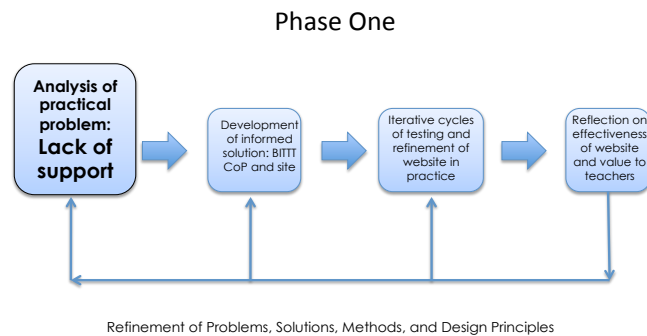 Phase One
Analysis of
practical
problem:
Lack of
support
Development
of informed
solution: BITTT
CoP and site
Iterative cycles
of testing and
refinement of
website in
practice
Reflection on
effectiveness
of website
and value to
teachers
Refinement of Problems, Solutions, Methods, and Design Principles